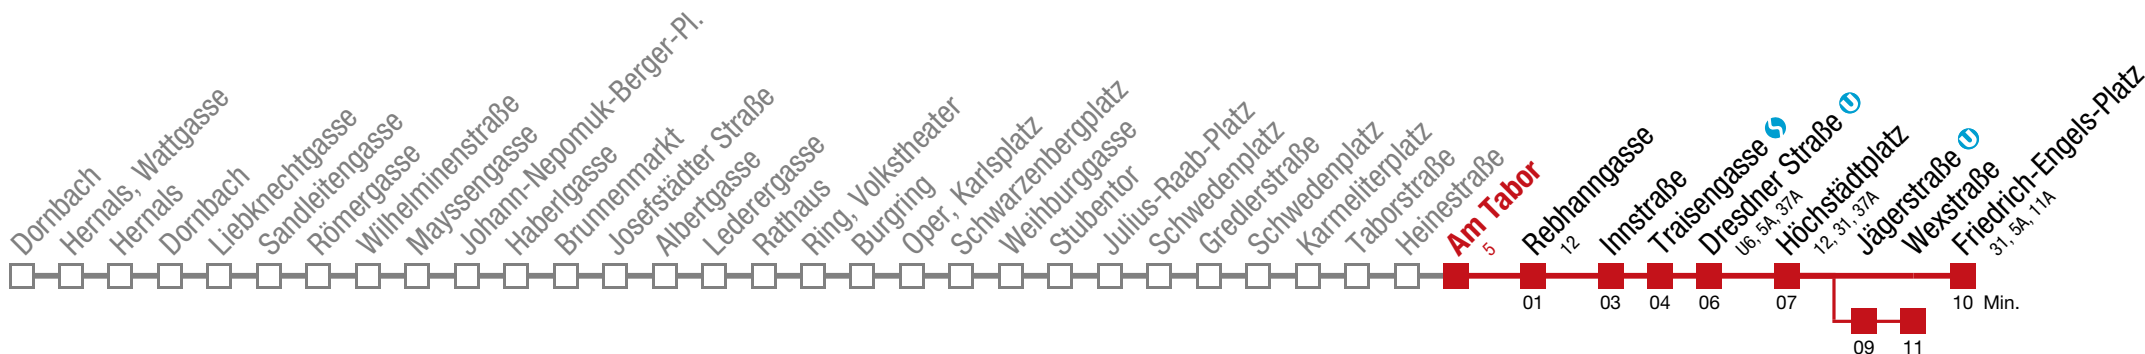 Dornbach
Hernals, Wattgasse
Hernals
Dornbach
Liebknechtgasse
Sandleitengasse
Römergasse
Wilhelminenstraße
Mayssengasse
Johann-Nepomuk-Berger-Pl.
Haberlgasse
Brunnenmarkt
Josefstädter Straße
Albertgasse
Lederergasse
Rathaus
Ring, Volkstheater
Burgring
Oper, Karlsplatz
Schwarzenbergplatz
Weihburggasse
Stubentor
Julius-Raab-Platz
Schwedenplatz
Gredlerstraße
Schwedenplatz
Karmeliterplatz
Taborstraße
Heinestraße
Am Tabor
5
Rebhanngasse
12
Innstraße
Traisengasse
Dresdner Straße U
U6, 5A, 37A
Höchstädtplatz
12, 31, 37A
Jägerstraße U
Wexstraße
Friedrich-Engels-Platz
31, 5A, 11A
01 03 04 06 07 10 Min.
09 11